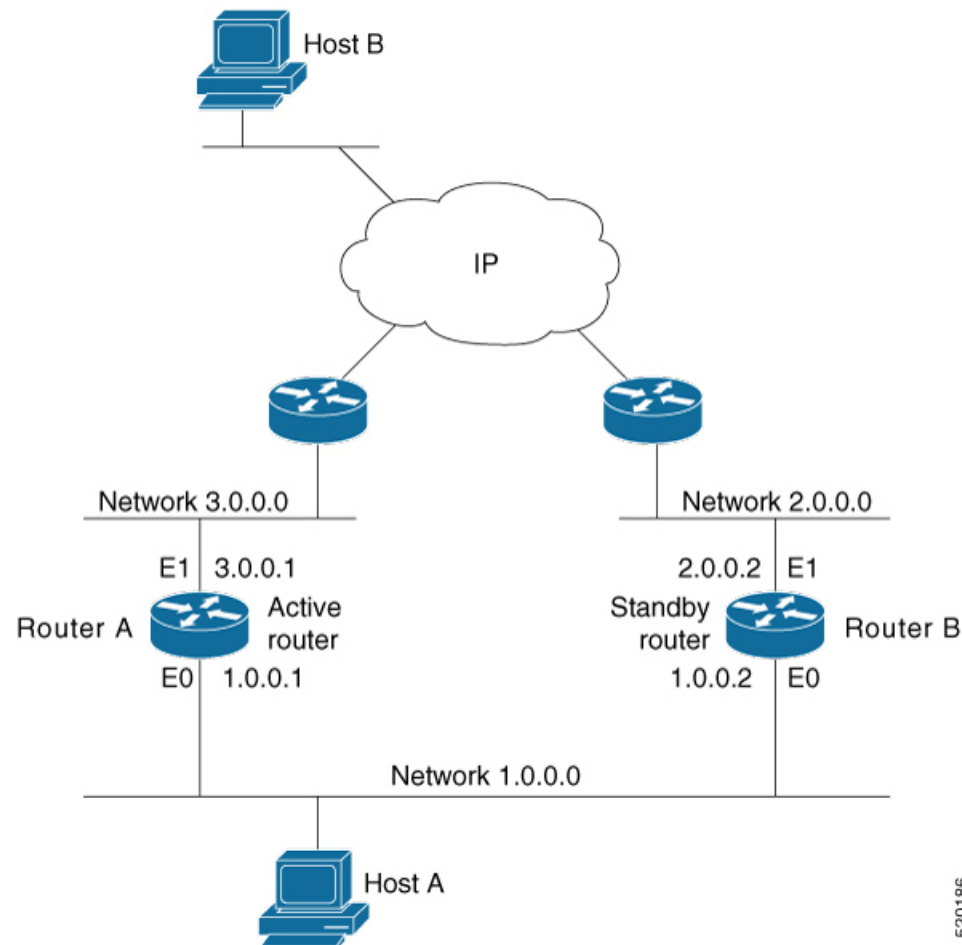 Host B
IP
Network 3.0.0.0
Network 2.0.0.0
E1 3.0.0.1
2.0.0.2 E1
Router A
Active
router
Standby
router
Router B
E0 1.0.0.1
1.0.0.2 E0
Network 1.0.0.0
Host A
520186